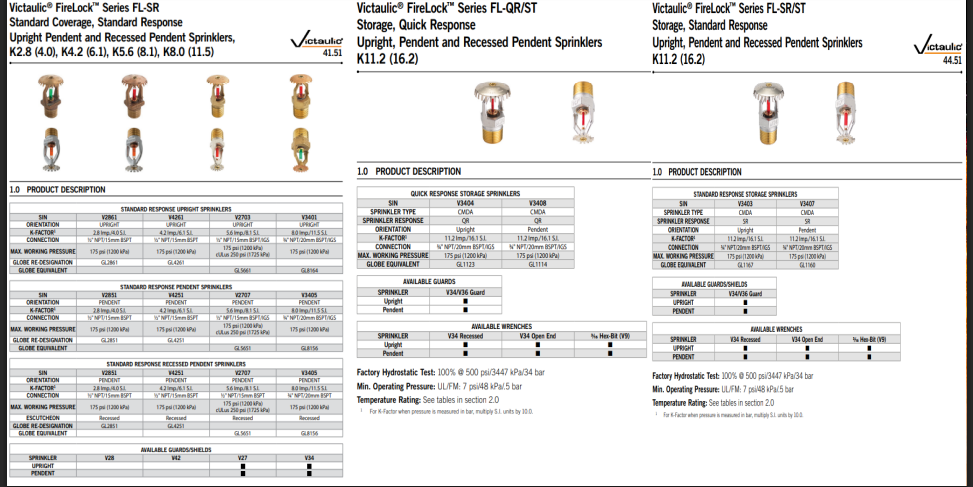 Victaulic® FireLock™ Series FL-SR
Standard Coverage, Standard Response
Upright Pendent and Recessed Pendent Sprinklers,
K2.8 (4.0), K4.2 (6.1), K5.6 (8.1), K8.0 (11.5)
Victaulic®
41.51
1.0 PRODUCT DESCRIPTION
STANDARD RESPONSE UPRIGHT SPRINKLERS
SIN V2861 V4261 V2703 V3401
ORIENTATION UPRIGHT UPRIGHT UPRIGHT UPRIGHT
K-FACTOR¹ 2.8 Imp./4.0 S.I. 4.2 Imp./6.1 S.I. 5.6 Imp./8.1 S.I. 8.0 Imp./11.5 S.I.
CONNECTION ½" NPT/15mm BSPT ½" NPT/15mm BSPT ½" NPT/15mm BSPT/IGS ¾" NPT/20mm BSPT/IGS
MAX. WORKING PRESSURE 175 psi (1200 kPa) 175 psi (1200 kPa) 175 psi (1200 kPa) cULus 250 psi (1725 kPa) 175 psi (1200 kPa)
GLOBE RE-DESIGNATION GL2861 GL4261
GLOBE EQUIVALENT GL5661 GL8164
STANDARD RESPONSE PENDENT SPRINKLERS
SIN V2851 V4251 V2707 V3405
ORIENTATION PENDENT PENDENT PENDENT PENDENT
K-FACTOR¹ 2.8 Imp./4.0 S.I. 4.2 Imp./6.1 S.I. 5.6 Imp./8.1 S.I. 8.0 Imp./11.5 S.I.
CONNECTION ½" NPT/15mm BSPT ½" NPT/15mm BSPT ½" NPT/15mm BSPT/IGS ¾" NPT/20mm BSPT/IGS
MAX. WORKING PRESSURE 175 psi (1200 kPa) 175 psi (1200 kPa) 175 psi (1200 kPa) cULus 250 psi (1725 kPa) 175 psi (1200 kPa)
GLOBE RE-DESIGNATION GL2851 GL4251
GLOBE EQUIVALENT GL5651 GL8156
STANDARD RESPONSE RECESSED PENDENT SPRINKLERS
SIN V2851 V4251 V2707 V3405
ORIENTATION PENDENT PENDENT PENDENT PENDENT
K-FACTOR¹ 2.8 Imp./4.0 S.I. 4.2 Imp./6.1 S.I. 5.6 Imp./8.1 S.I. 8.0 Imp./11.5 S.I.
CONNECTION ½" NPT/15mm BSPT ½" NPT/15mm BSPT ½" NPT/15mm BSPT ¾" NPT/20mm BSPT
MAX. WORKING PRESSURE 175 psi (1200 kPa) 175 psi (1200 kPa) 175 psi (1200 kPa) cULus 250 psi (1725 kPa) 175 psi (1200 kPa)
ESCUTCHEON Recessed Recessed Recessed Recessed
GLOBE RE-DESIGNATION GL2851 GL4251
GLOBE EQUIVALENT GL5651 GL8156
AVAILABLE GUARDS/SHIELDS
SPRINKLER V28 V42 V27 V34
UPRIGHT ■ ■
PENDENT ■ ■
Victaulic® FireLock™ Series FL-QR/ST
Storage, Quick Response
Upright, Pendent and Recessed Pendent Sprinklers
K11.2 (16.2)
1.0 PRODUCT DESCRIPTION
QUICK RESPONSE STORAGE SPRINKLERS
SIN V3404 V3408
SPRINKLER TYPE CMDA CMDA
SPRINKLER RESPONSE QR QR
ORIENTATION Upright Pendent
K-FACTOR¹ 11.2 Imp./16.1 S.I. 11.2 Imp./16.1 S.I.
CONNECTION ¾" NPT/20mm BSPT/IGS ¾" NPT/20mm BSPT/IGS
MAX. WORKING PRESSURE 175 psi (1200 kPa) 175 psi (1200 kPa)
GLOBE EQUIVALENT GL1123 GL1114
AVAILABLE GUARDS
SPRINKLER V34/V36 Guard
Upright ■
Pendent ■
AVAILABLE WRENCHES
SPRINKLER V34 Recessed V34 Open End 9/16 Hex-Bit (V9)
Upright ■ ■ ■
Pendent ■ ■ ■
Factory Hydrostatic Test: 100% @ 500 psi/3447 kPa/34 bar
Min. Operating Pressure: UL/FM: 7 psi/48 kPa/.5 bar
Temperature Rating: See tables in section 2.0
¹ For K-Factor when pressure is measured in bar, multiply S.I. units by 10.0.
Victaulic® FireLock™ Series FL-SR/ST
Storage, Standard Response
Upright, Pendent and Recessed Pendent Sprinklers
K11.2 (16.2)
Victaulic®
44.51
1.0 PRODUCT DESCRIPTION
STANDARD RESPONSE STORAGE SPRINKLERS
SIN V3403 V3407
SPRINKLER TYPE CMDA CMDA
SPRINKLER RESPONSE SR SR
ORIENTATION Upright Pendent
K-FACTOR¹ 11.2 Imp./16.1 S.I. 11.2 Imp./16.1 S.I.
CONNECTION ¾" NPT/20mm BSPT/IGS ¾" NPT/20mm BSPT/IGS
MAX. WORKING PRESSURE 175 psi (1200 kPa) 175 psi (1200 kPa)
GLOBE EQUIVALENT GL1167 GL1160
AVAILABLE GUARDS/SHIELDS
SPRINKLER V34/V36 Guard
UPRIGHT ■
PENDENT ■
AVAILABLE WRENCHES
SPRINKLER V34 Recessed V34 Open End 9/16 Hex-Bit (V9)
UPRIGHT ■ ■ ■
PENDENT ■ ■ ■
Factory Hydrostatic Test: 100% @ 500 psi/3447 kPa/34 bar
Min. Operating Pressure: UL/FM: 7 psi/48 kPa/.5 bar
Temperature Rating: See tables in section 2.0
¹ For K-Factor when pressure is measured in bar, multiply S.I. units by 10.0.